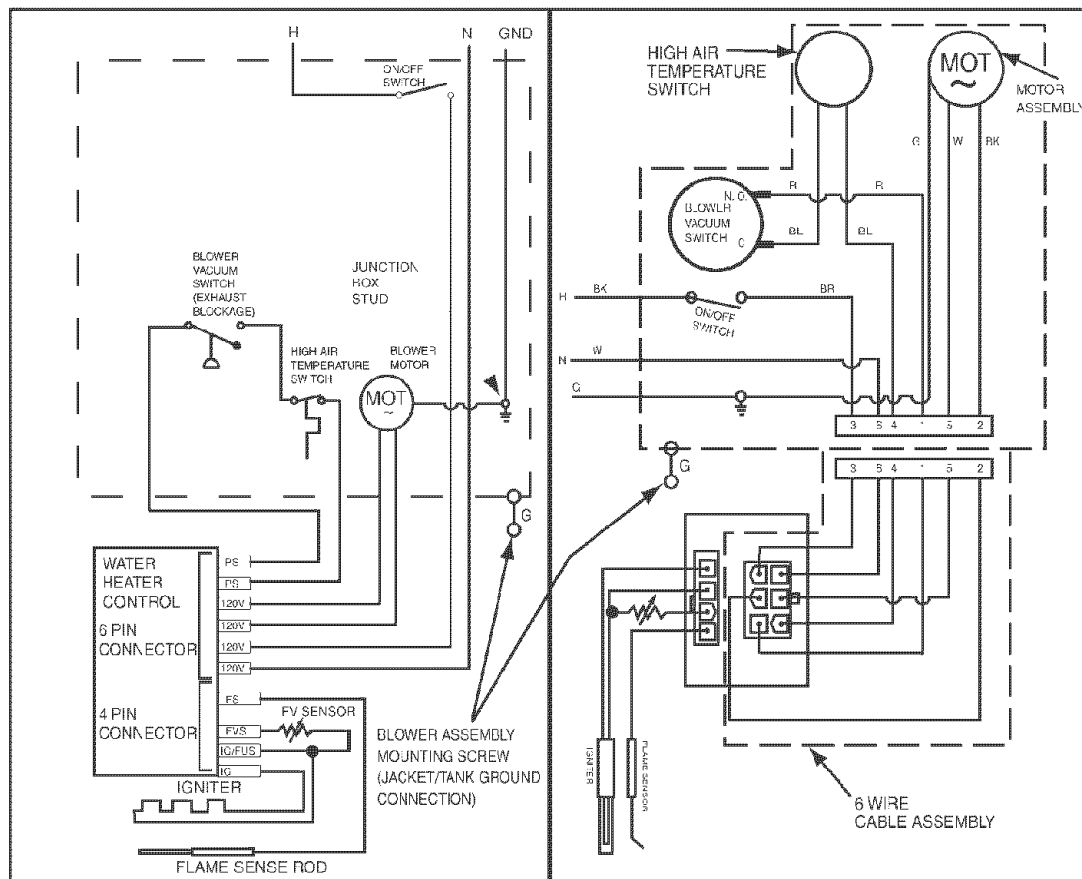 H
N
GND
ON/OFF
SWITCH
BLOWER
VACUUM
SWITCH
(EXHAUST
BLOCKAGE)
JUNCTION
BOX
STUD
HIGH AIR
TEMPERATURE
SWITCH
BLOWER
MOTOR
MOT
~
G
WATER
HEATER
CONTROL
6 PIN
CONNECTOR
4 PIN
CONNECTOR
PS
PS
120V
120V
120V
120V
FS
FVS
IG/FUS
IG
FV SENSOR
IGNITER
FLAME SENSE ROD
BLOWER ASSEMBLY
MOUNTING SCREW
(JACKET/TANK GROUND
CONNECTION)
HIGH AIR
TEMPERATURE
SWITCH
MOT
~
MOTOR
ASSEMBLY
G
W
BK
N. O.
R
R
BLOWER
VACUUM
SWITCH
C
BL
BL
H
BK
ON/OFF
SWITCH
BR
N
W
G
3 6 4 1 5 2
G
3 6 4 1 5 2
IGNITER
FLAME SENSOR
6 WIRE
CABLE ASSEMBLY